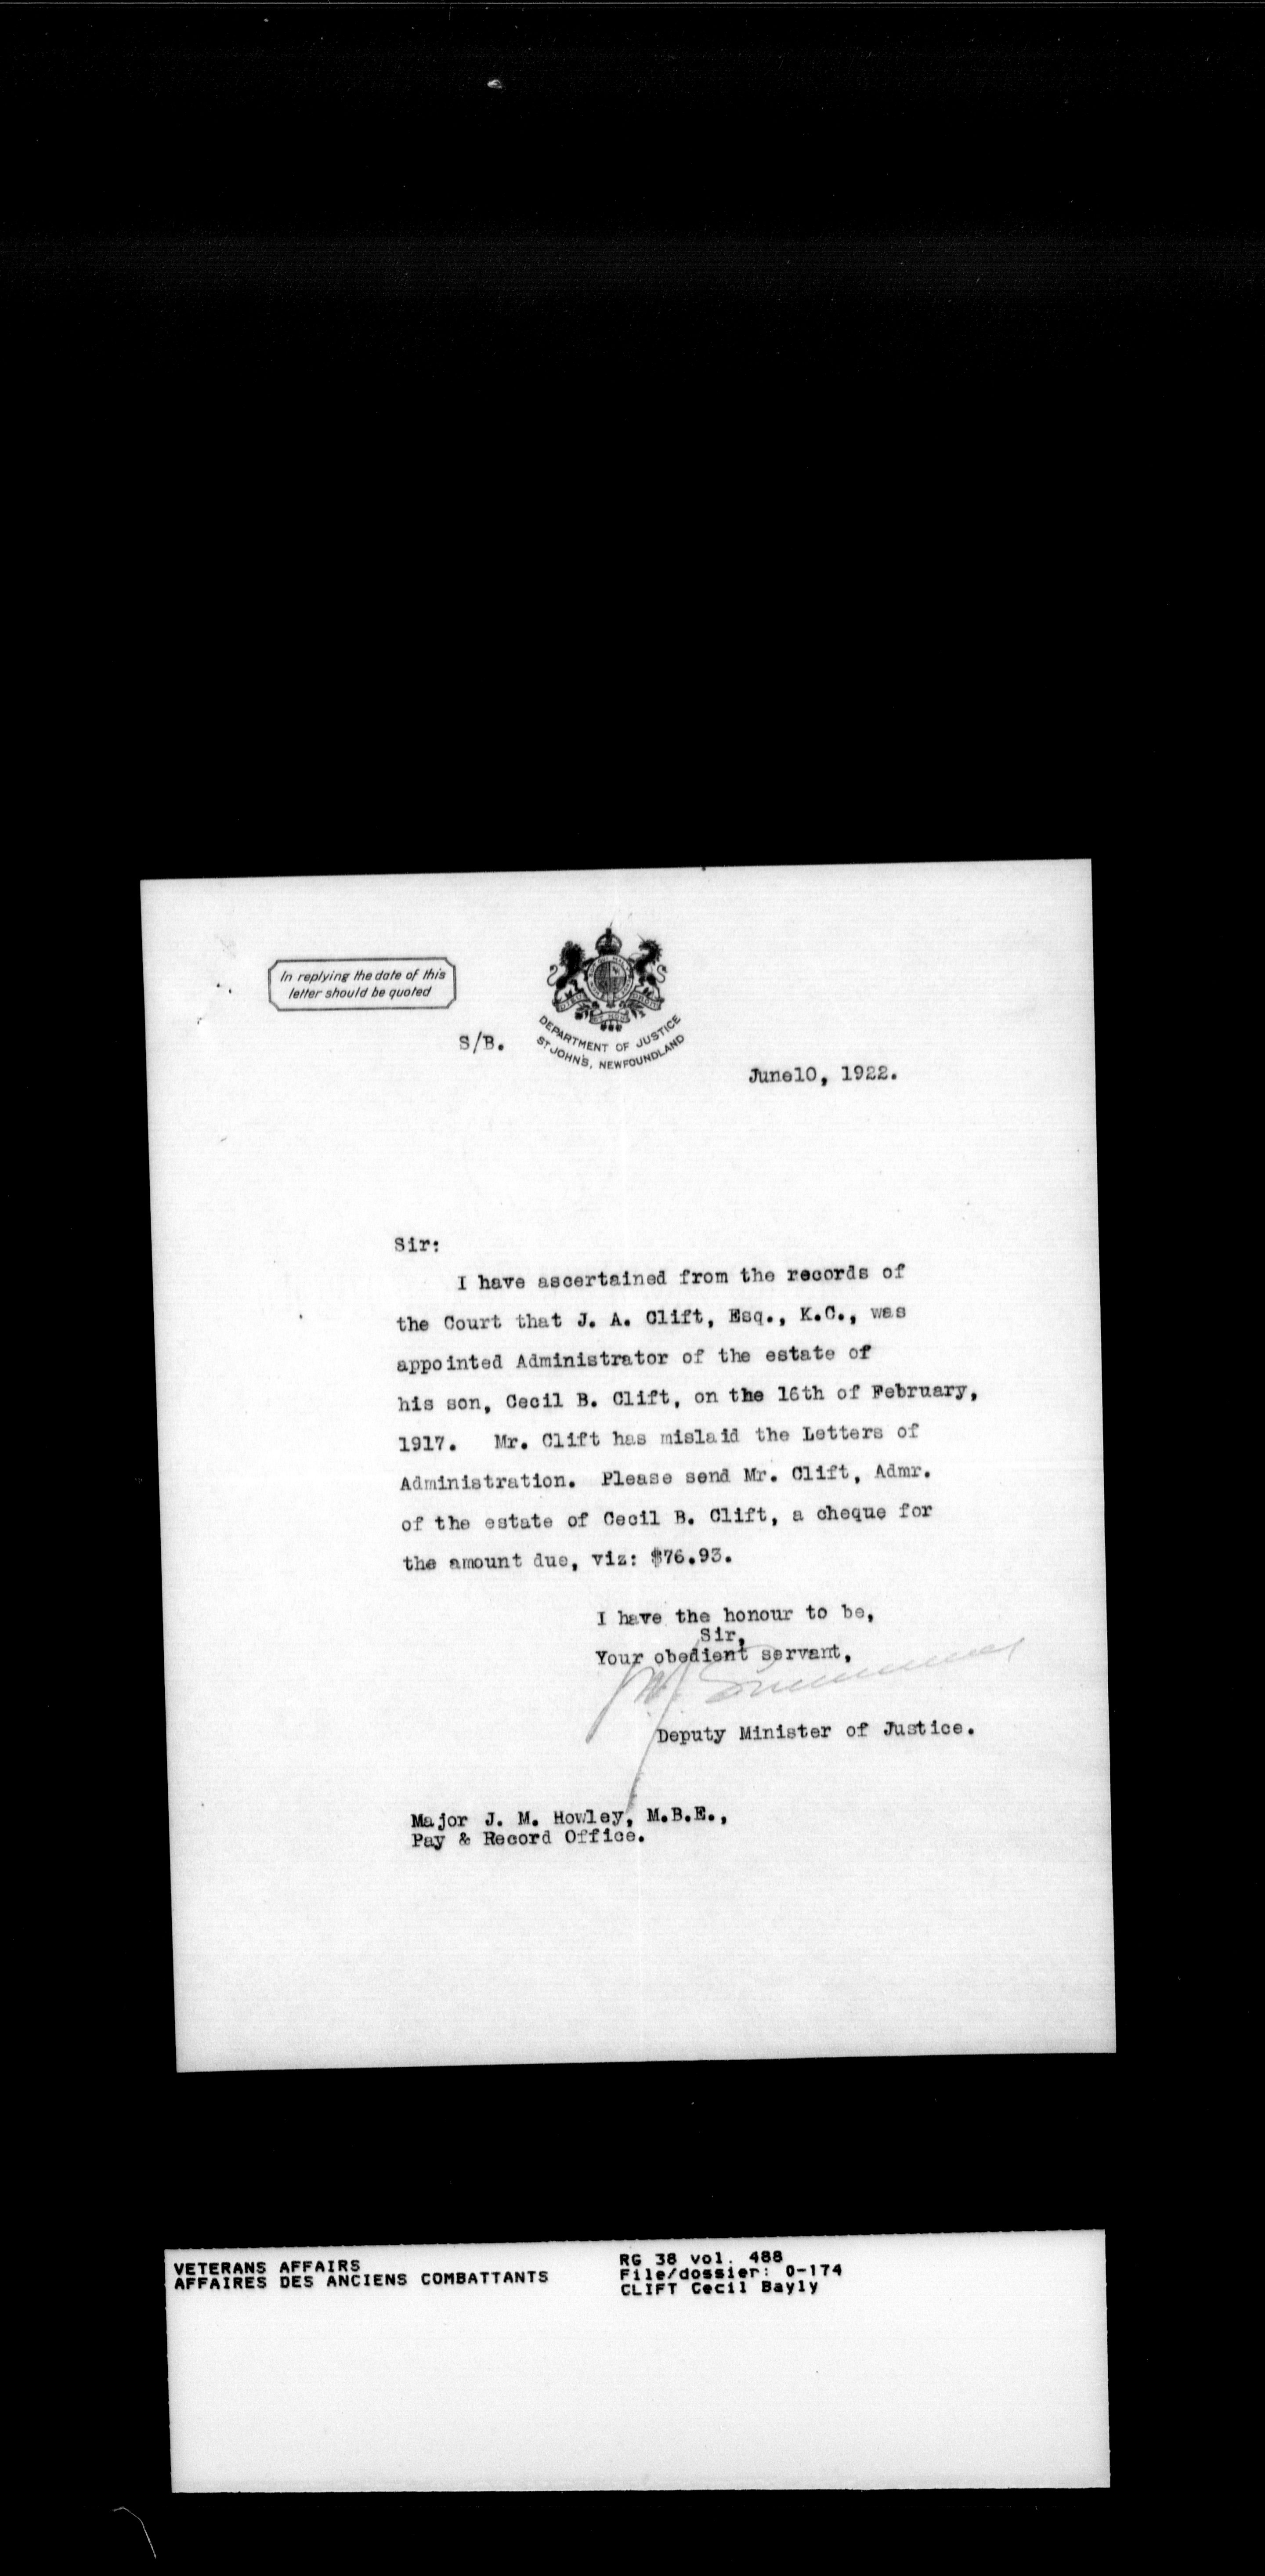 In replying the date of this
letter should be quoted
DEPARTMENT OF JUSTICE
ST JOHN'S, NEWFOUNDLAND
S/B.
June10, 1922.
Sir:
I have ascertained from the records of
the Court that J. A. Clift, Esq., K.C., was
appointed Administrator of the estate of
his son, Cecil B. Clift, on the 16th of February,
1917. Mr. Clift has mislaid the Letters of
Administration. Please send Mr. Clift, Admr.
of the estate of Cecil B. Clift, a cheque for
the amount due, viz: $76.93.
I have the honour to be,
Sir,
Your obedient servant,
Deputy Minister of Justice.
Major J. M. Howley, M.B.E.,
Pay & Record Office.
VETERANS AFFAIRS
AFFAIRES DES ANCIENS COMBATTANTS
RG 38 vol. 488
File/dossier: 0-174
CLIFT Cecil Bayly